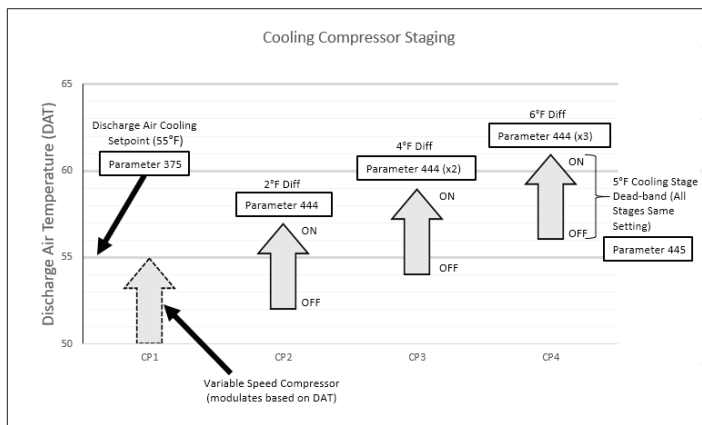 Cooling Compressor Staging
Discharge Air Temperature (DAT)
65
60
55
50
Discharge Air Cooling
Setpoint (55°F)
Parameter 375
2°F Diff
Parameter 444
ON
OFF
4°F Diff
Parameter 444 (x2)
ON
OFF
6°F Diff
Parameter 444 (x3)
ON
OFF
5°F Cooling Stage
Dead-band (All
Stages Same
Setting)
Parameter 445
CP1
CP2
CP3
CP4
Variable Speed Compressor
(modulates based on DAT)